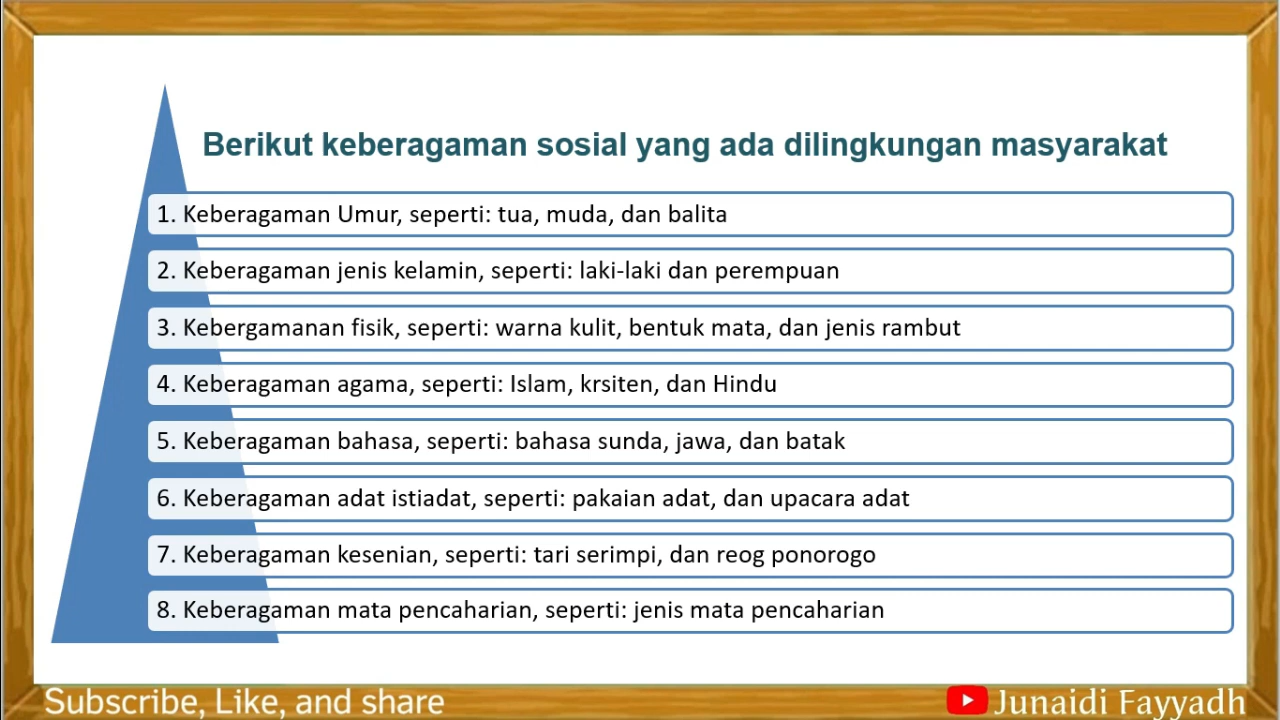 Berikut keberagaman sosial yang ada dilingkungan masyarakat
1. Keberagaman Umur, seperti: tua, muda, dan balita
2. Keberagaman jenis kelamin, seperti: laki-laki dan perempuan
3. Kebergamanan fisik, seperti: warna kulit, bentuk mata, dan jenis rambut
4. Keberagaman agama, seperti: Islam, krsiten, dan Hindu
5. Keberagaman bahasa, seperti: bahasa sunda, jawa, dan batak
6. Keberagaman adat istiadat, seperti: pakaian adat, dan upacara adat
7. Keberagaman kesenian, seperti: tari serimpi, dan reog ponorogo
8. Keberagaman mata pencaharian, seperti: jenis mata pencaharian
Subscribe, Like, and share
Junaidi Fayyadh